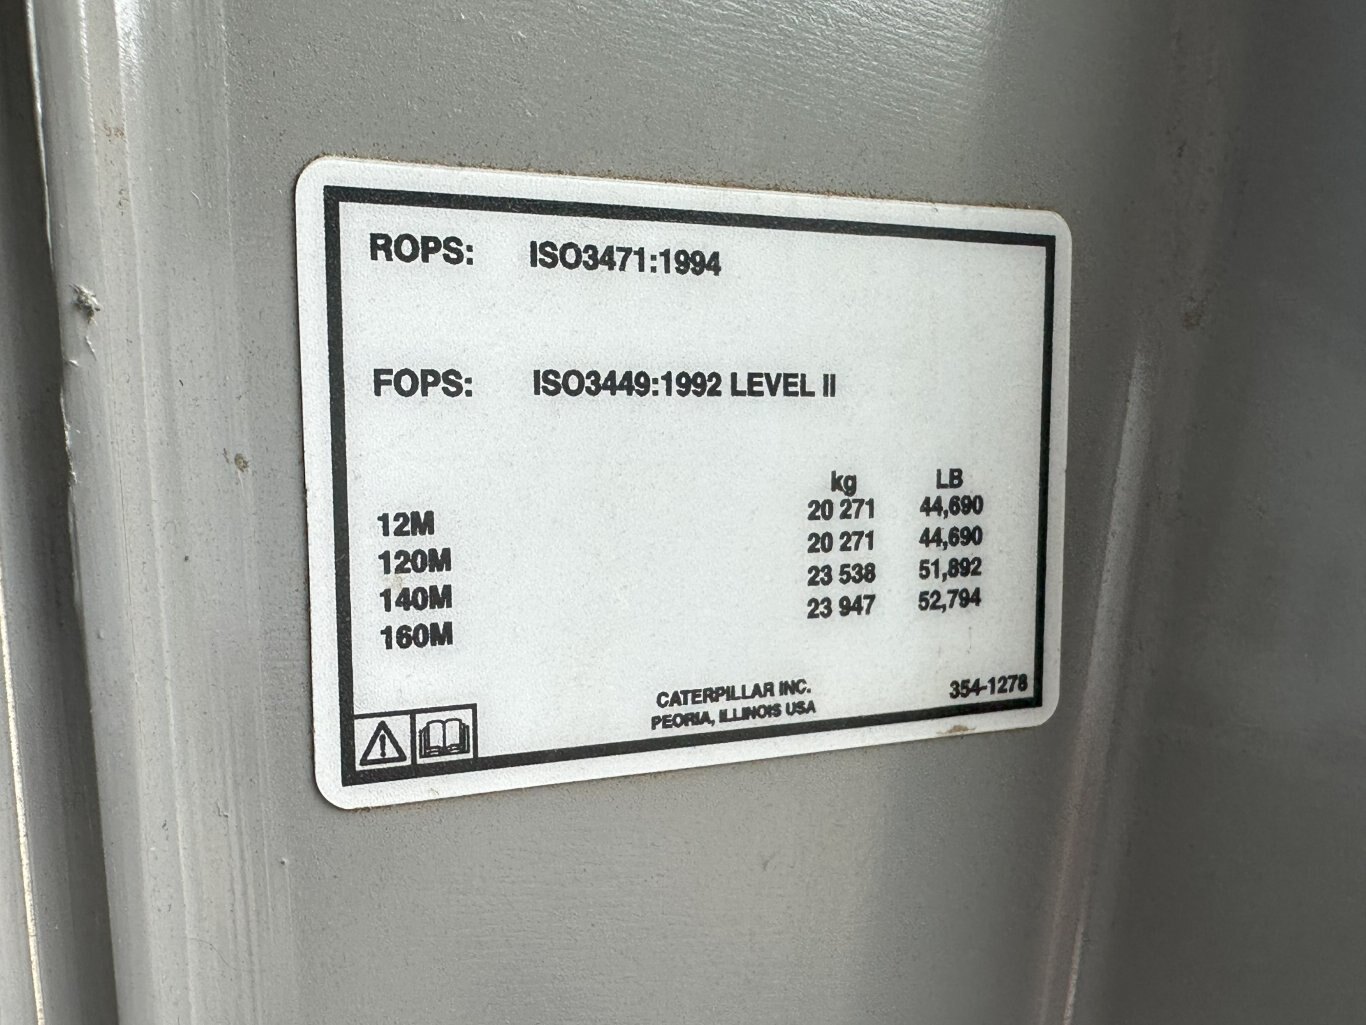 ROPS: ISO3471:1994
FOPS: ISO3449:1992 LEVEL II
kg LB
12M 20 271 44,690
120M 20 271 44,690
140M 23 538 51,892
160M 23 947 52,794
CATERPILLAR INC.
PEORIA, ILLINOIS USA
354-1278